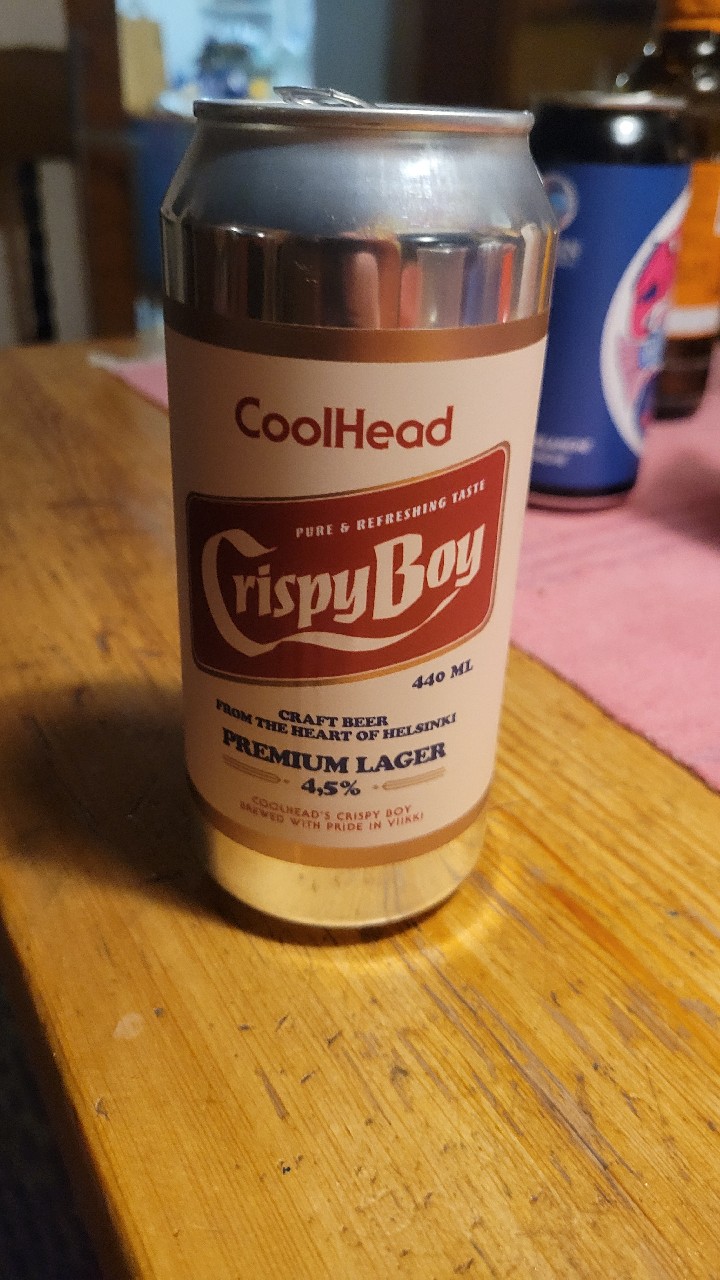 CoolHead
PURE & REFRESHING TASTE
CrispyBoy
440 ML
CRAFT BEER
FROM THE HEART OF HELSINKI
PREMIUM LAGER
4,5%
COOLHEAD'S CRISPY BOY
BREWED WITH PRIDE IN VIIKKI